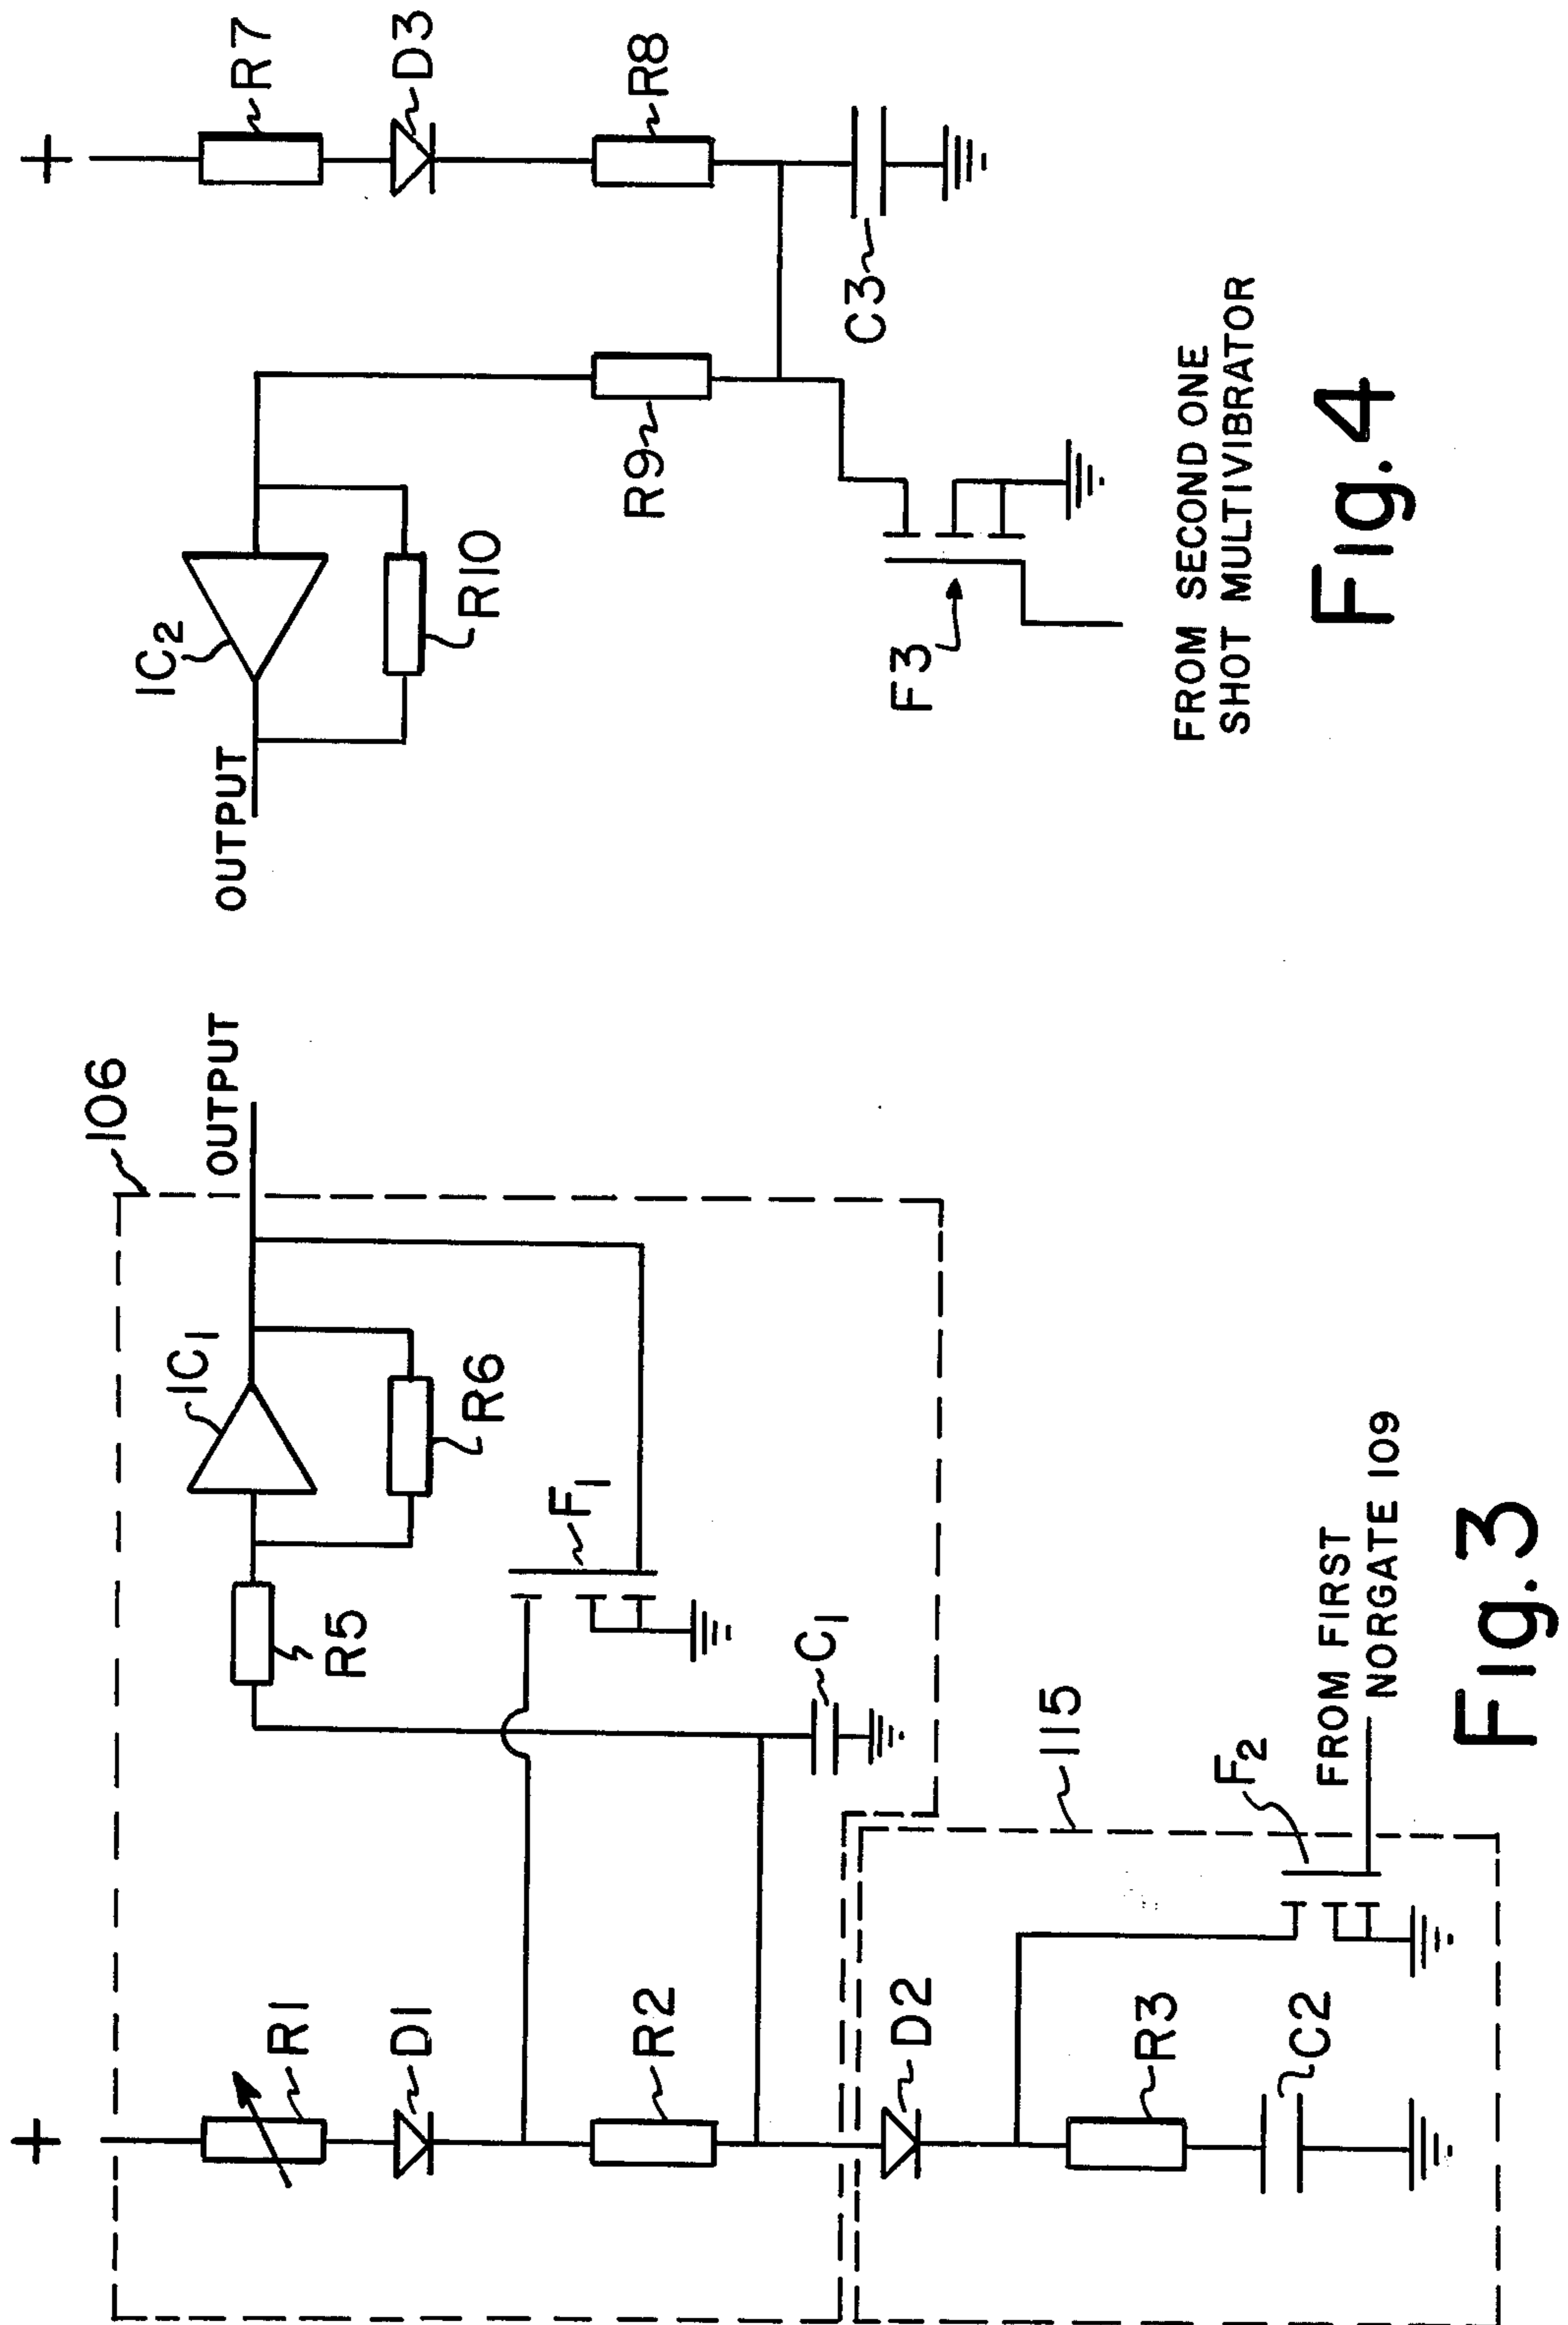 +
R1
D1
R2
R5
IC1
R6
F1
C1
106
OUTPUT
115
D2
R3
C2
F2
FROM FIRST
NORGATE 109
Fig. 3
+
R7
D3
R8
C3
R9
IC2
R10
OUTPUT
F3
FROM SECOND ONE
SHOT MULTIVIBRATOR
Fig. 4